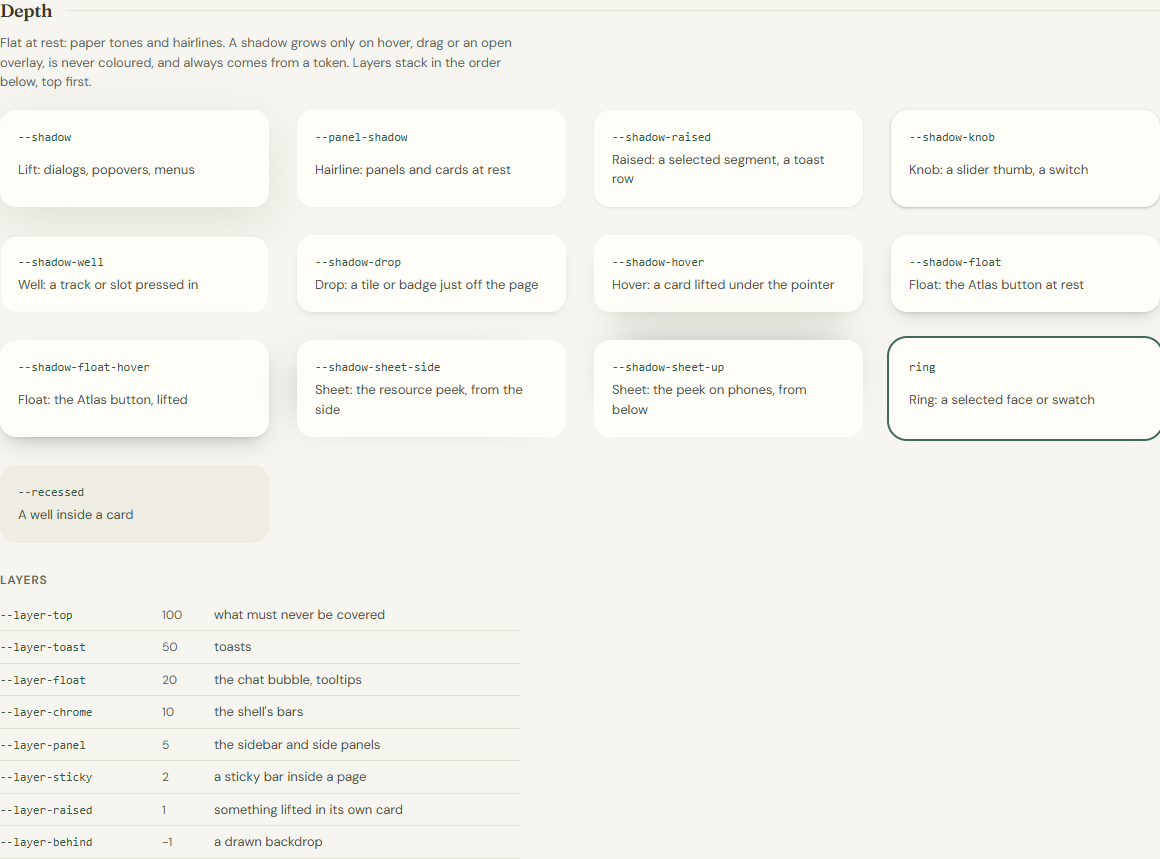 Depth
Flat at rest: paper tones and hairlines. A shadow grows only on hover, drag or an open
overlay, is never coloured, and always comes from a token. Layers stack in the order
below, top first.
--shadow
Lift: dialogs, popovers, menus
--panel-shadow
Hairline: panels and cards at rest
--shadow-raised
Raised: a selected segment, a toast
row
--shadow-knob
Knob: a slider thumb, a switch
--shadow-well
Well: a track or slot pressed in
--shadow-drop
Drop: a tile or badge just off the page
--shadow-hover
Hover: a card lifted under the pointer
--shadow-float
Float: the Atlas button at rest
--shadow-float-hover
Float: the Atlas button, lifted
--shadow-sheet-side
Sheet: the resource peek, from the
side
--shadow-sheet-up
Sheet: the peek on phones, from
below
ring
Ring: a selected face or swatch
--recessed
A well inside a card
LAYERS
--layer-top 100 what must never be covered
--layer-toast 50 toasts
--layer-float 20 the chat bubble, tooltips
--layer-chrome 10 the shell's bars
--layer-panel 5 the sidebar and side panels
--layer-sticky 2 a sticky bar inside a page
--layer-raised 1 something lifted in its own card
--layer-behind -1 a drawn backdrop